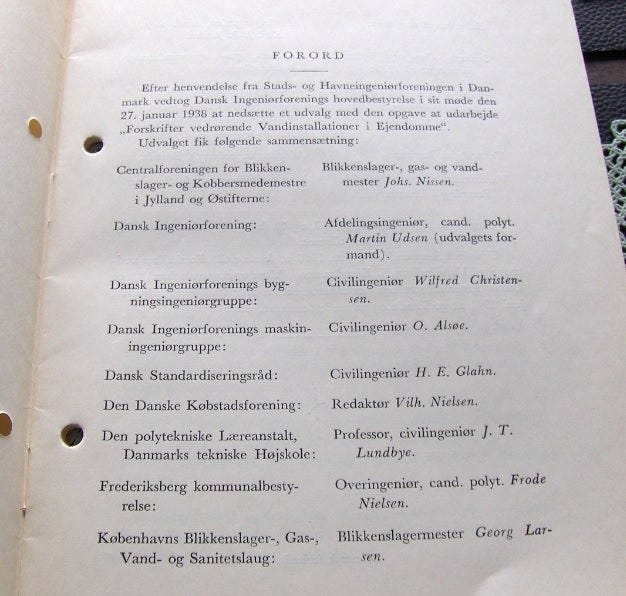 FORORD
Efter henvendelse fra Stads- og Havneingeniørforeningen i Dan-
mark vedtog Dansk Ingeniørforenings hovedbestyrelse i sit møde den
27. januar 1938 at nedsætte et udvalg med den opgave at udarbejde
„Forskrifter vedrørende Vandinstallationer i Ejendomme“.
Udvalget fik følgende sammensætning:
Centralforeningen for Blikken-
slager- og Kobbersmedemestre
i Jylland og Østifterne:
Blikkenslager-, gas- og vand-
mester Johs. Nissen.
Dansk Ingeniørforening:
Afdelingsingeniør, cand. polyt.
Martin Udsen (udvalgets for-
mand).
Dansk Ingeniørforenings byg-
ningsingeniørgruppe:
Civilingeniør Wilfred Christen-
sen.
Dansk Ingeniørforenings maskin-
ingeniørgruppe:
Civilingeniør O. Alsøe.
Dansk Standardiseringsråd:
Civilingeniør H. E. Glahn.
Den Danske Købstadsforening:
Redaktør Vilh. Nielsen.
Den polytekniske Læreanstalt,
Danmarks tekniske Højskole:
Professor, civilingeniør J. T.
Lundbye.
Frederiksberg kommunalbesty-
relse:
Overingeniør, cand. polyt. Frode
Nielsen.
Københavns Blikkenslager-, Gas-,
Vand- og Sanitetslaug:
Blikkenslagermester Georg Lar-
sen.